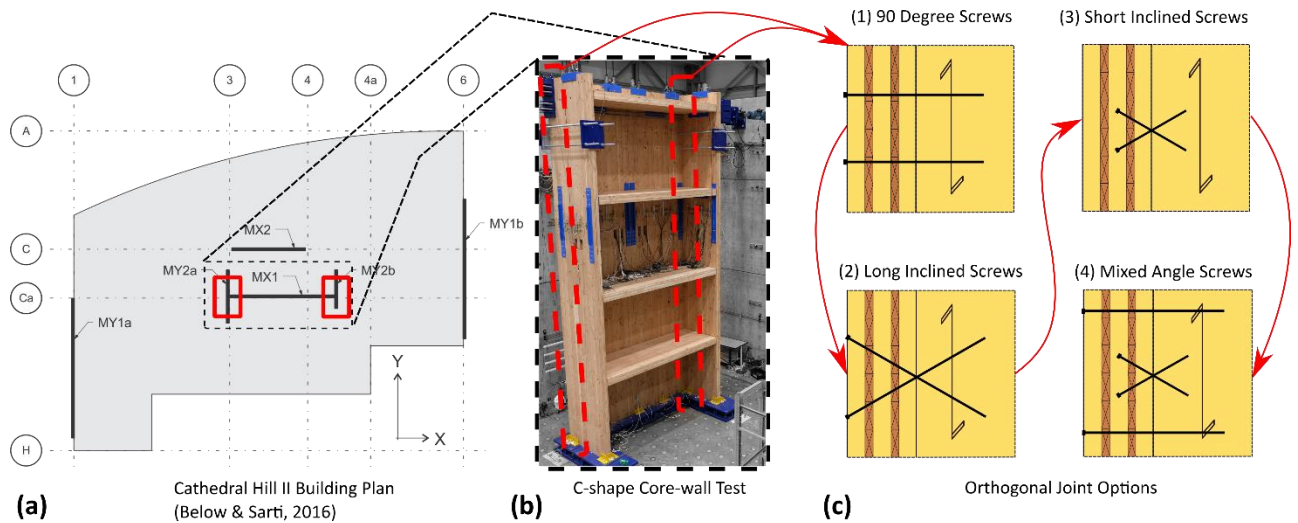 1
3
4
4a
6
A
C
Ca
H
MX2
MY2a
MX1
MY2b
MY1b
MY1a
Y
X
(a)
Cathedral Hill II Building Plan
(Below & Sarti, 2016)
(b)
C-shape Core-wall Test
(1) 90 Degree Screws
(3) Short Inclined Screws
(2) Long Inclined Screws
(4) Mixed Angle Screws
(c)
Orthogonal Joint Options